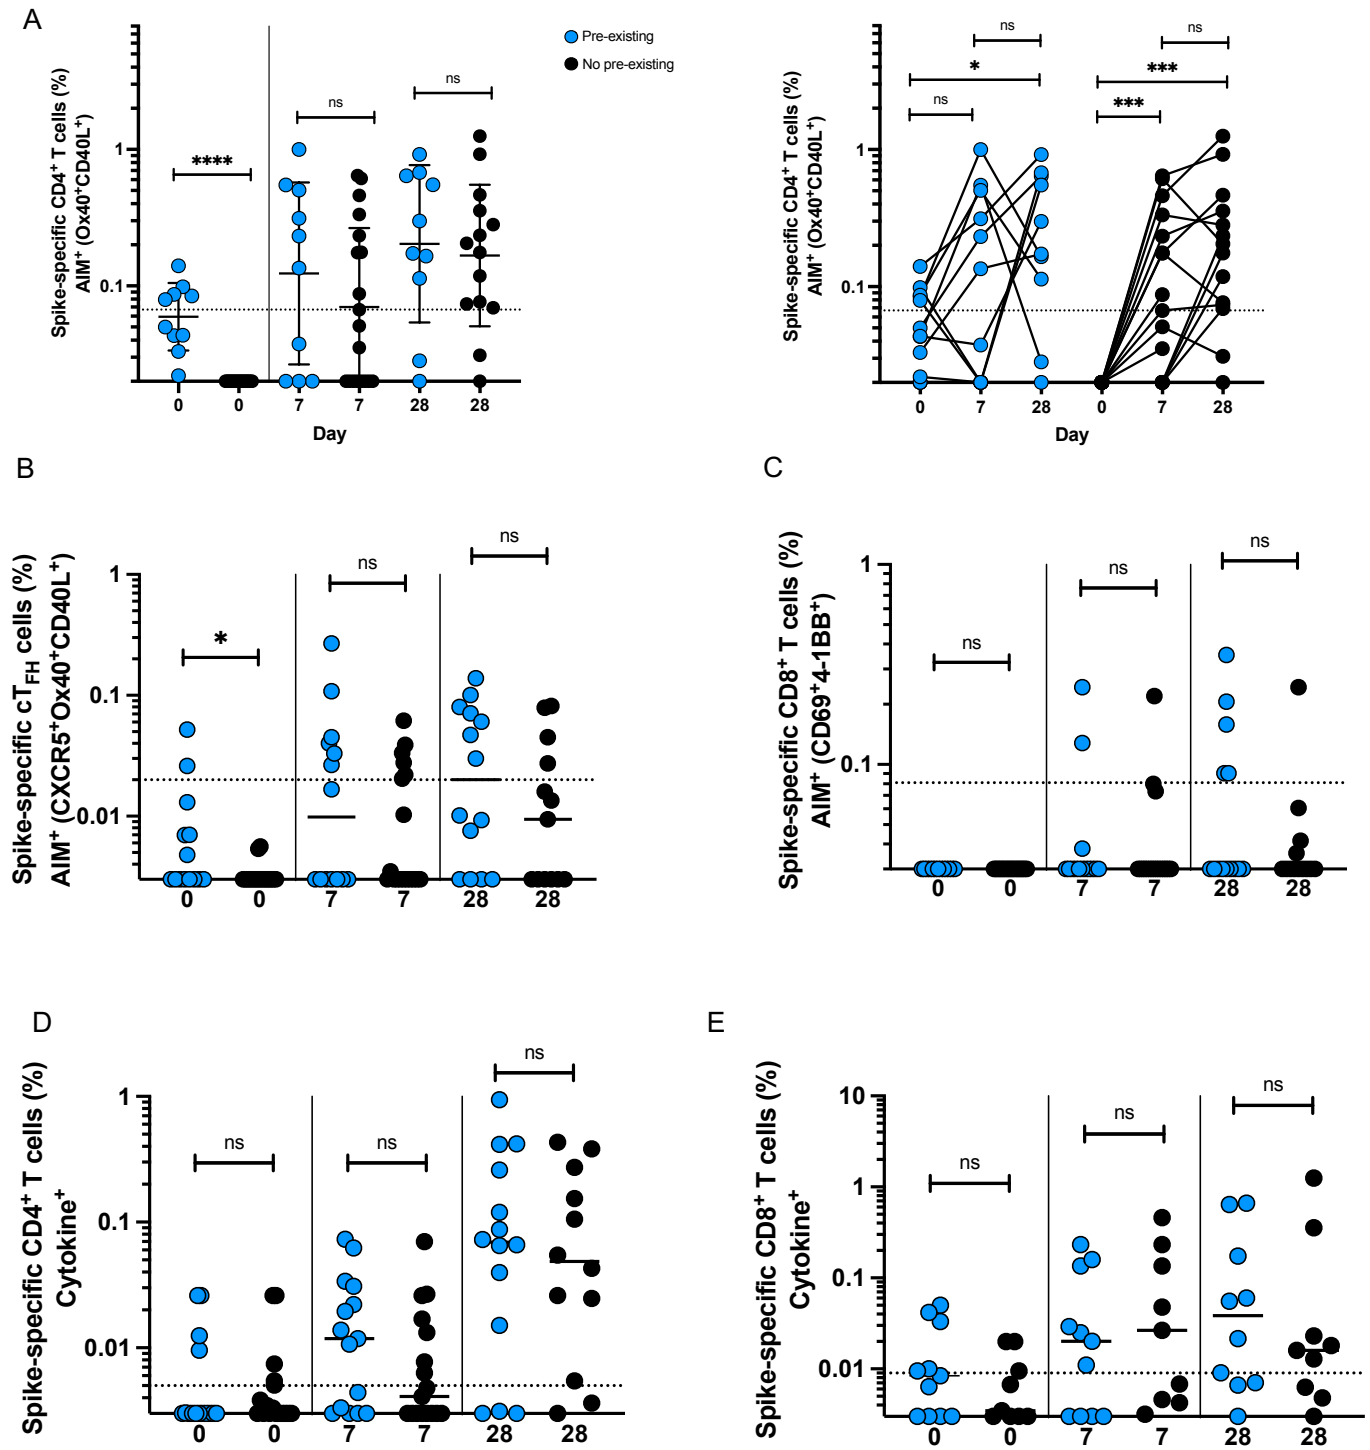 A
Pre-existing
No pre-existing
Spike-specific CD4⁺ T cells (%)
AIM⁺ (Ox40⁺CD40L⁺)
1
0.1
****
ns
ns
0
0
7
7
28
28
Day
Spike-specific CD4⁺ T cells (%)
AIM⁺ (Ox40⁺CD40L⁺)
1
0.1
ns
*
ns
ns
***
***
0
7
28
0
7
28
Day
B
Spike-specific cT_FH cells (%)
AIM⁺ (CXCR5⁺Ox40⁺CD40L⁺)
1
0.1
0.01
*
ns
ns
0
0
7
7
28
28
C
Spike-specific CD8⁺ T cells (%)
AIM⁺ (CD69⁺4-1BB⁺)
1
0.1
ns
ns
ns
0
0
7
7
28
28
D
Spike-specific CD4⁺ T cells (%)
Cytokine⁺
1
0.1
0.01
ns
ns
ns
0
0
7
7
28
28
E
Spike-specific CD8⁺ T cells (%)
Cytokine⁺
10
1
0.1
0.01
ns
ns
ns
0
0
7
7
28
28